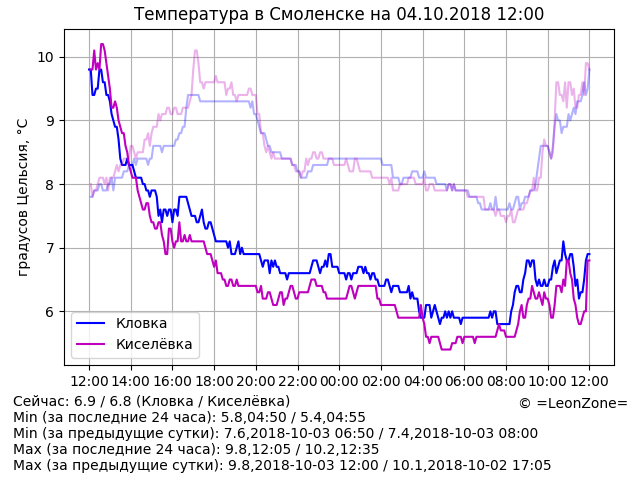 Температура в Смоленске на 04.10.2018 12:00
градусов Цельсия, °C
10
9
8
7
6
Кловка
Киселёвка
12:00 14:00 16:00 18:00 20:00 22:00 00:00 02:00 04:00 06:00 08:00 10:00 12:00
Сейчас: 6.9 / 6.8 (Кловка / Киселёвка)
© =LeonZone=
Min (за последние 24 часа): 5.8,04:50 / 5.4,04:55
Min (за предыдущие сутки): 7.6,2018-10-03 06:50 / 7.4,2018-10-03 08:00
Max (за последние 24 часа): 9.8,12:05 / 10.2,12:35
Max (за предыдущие сутки): 9.8,2018-10-03 12:00 / 10.1,2018-10-02 17:05